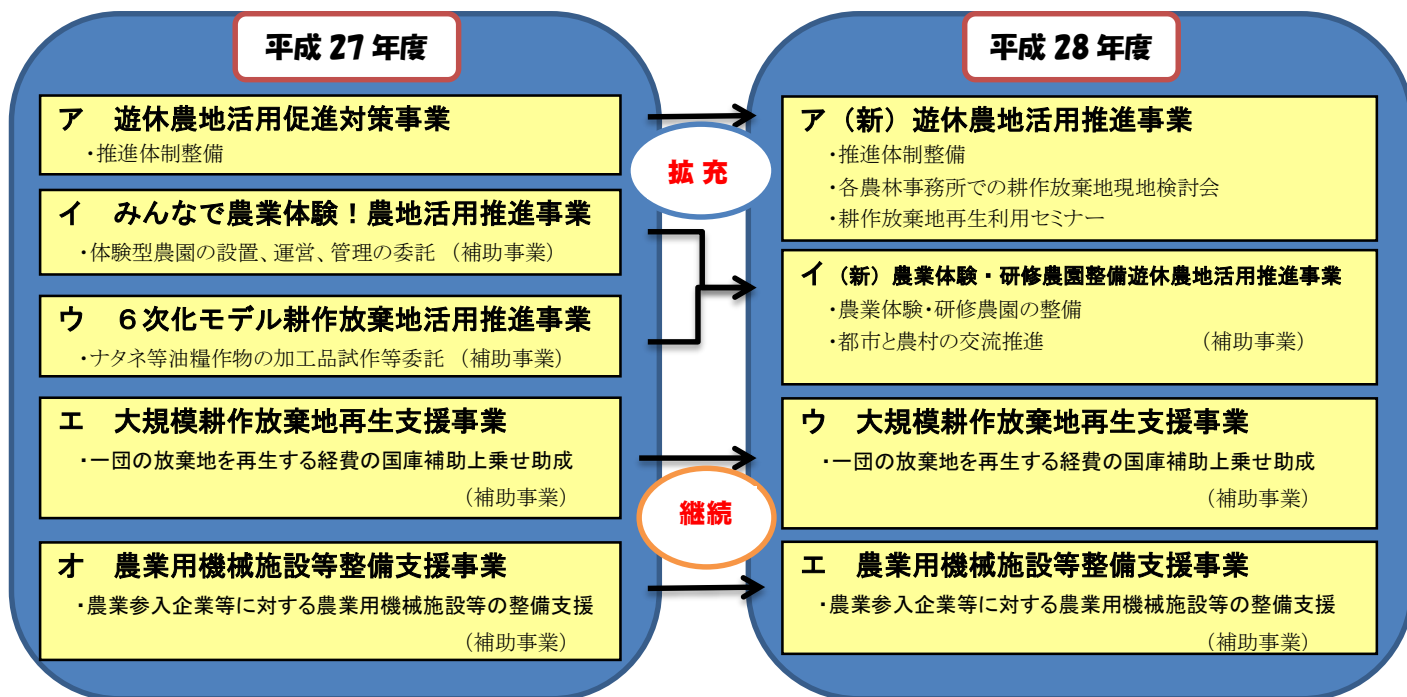 平成 27 年度
ア 遊休農地活用促進対策事業
・推進体制整備
イ みんなで農業体験！農地活用推進事業
・体験型農園の設置、運営、管理の委託 （補助事業）
ウ ６次化モデル耕作放棄地活用推進事業
・ナタネ等油糧作物の加工品試作等委託 （補助事業）
エ 大規模耕作放棄地再生支援事業
・一団の放棄地を再生する経費の国庫補助上乗せ助成
（補助事業）
オ 農業用機械施設等整備支援事業
・農業参入企業等に対する農業用機械施設等の整備支援
（補助事業）
拡 充
継続
平成 28 年度
ア （新）遊休農地活用推進事業
・推進体制整備
・各農林事務所での耕作放棄地現地検討会
・耕作放棄地再生利用セミナー
イ （新）農業体験・研修農園整備遊休農地活用推進事業
・農業体験・研修農園の整備
・都市と農村の交流推進 （補助事業）
ウ 大規模耕作放棄地再生支援事業
・一団の放棄地を再生する経費の国庫補助上乗せ助成
（補助事業）
エ 農業用機械施設等整備支援事業
・農業参入企業等に対する農業用機械施設等の整備支援
（補助事業）